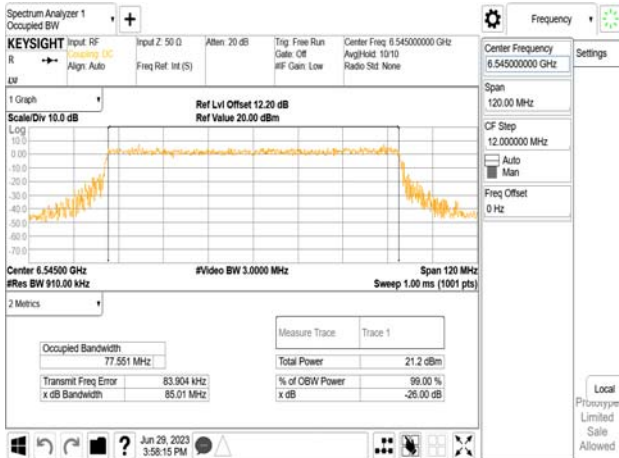 Spectrum Analyzer 1
Occupied BW
+
Frequency
KEYSIGHT
R
Input: RF
Coupling: DC
Align: Auto
Input Z: 50 Ω
Freq Ref: Int (S)
Atten: 20 dB
Trig: Free Run
Gate: Off
#IF Gain: Low
Center Freq: 6.545000000 GHz
Avg|Hold: 10/10
Radio Std: None
Center Frequency
6.545000000 GHz
Settings
Span
120.00 MHz
CF Step
12.000000 MHz
Auto
Man
Freq Offset
0 Hz
1 Graph
Scale/Div 10.0 dB
Ref Lvl Offset 12.20 dB
Ref Value 20.00 dBm
Log
10.0
0.00
-10.0
-20.0
-30.0
-40.0
-50.0
-60.0
-70.0
Center 6.54500 GHz
#Res BW 910.00 kHz
#Video BW 3.0000 MHz
Span 120 MHz
Sweep 1.00 ms (1001 pts)
2 Metrics
Measure Trace
Trace 1
Occupied Bandwidth
77.551 MHz
Total Power
21.2 dBm
Transmit Freq Error
83.904 kHz
% of OBW Power
99.00 %
x dB Bandwidth
85.01 MHz
x dB
-26.00 dB
Local
Prototype
Limited
Sale
Allowed
?
Jun 29, 2023
3:58:15 PM